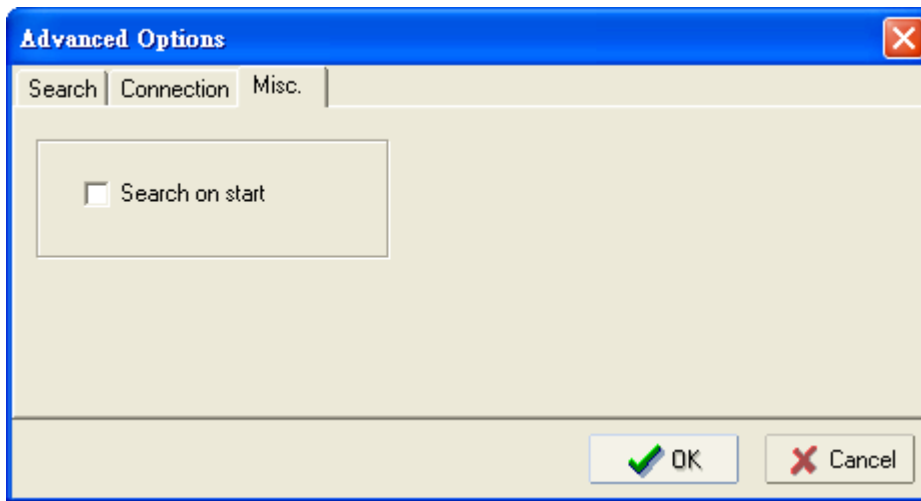 Advanced Options
Search Connection Misc.
Search on start
OK Cancel